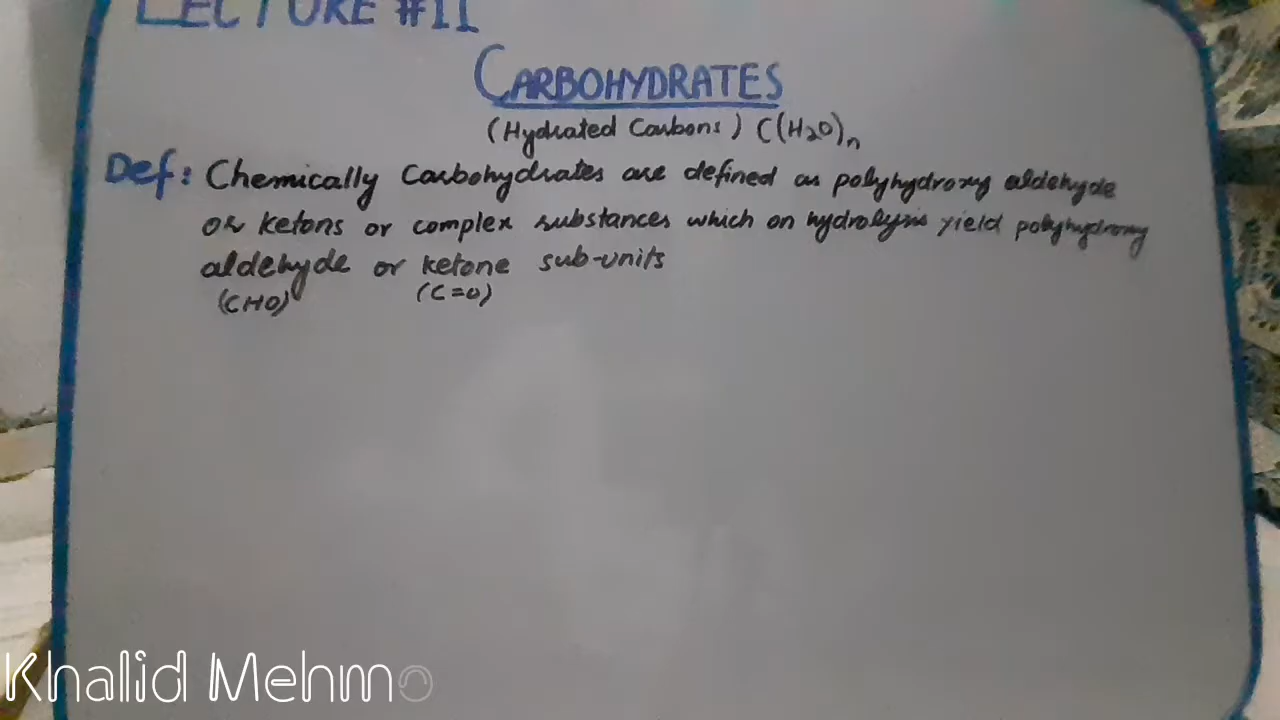 LECTURE #11
CARBOHYDRATES
(Hydrated Carbons) C(H2O)n
Def: Chemically Carbohydrates are defined as polyhydroxy aldehyde
or ketons or complex substances which on hydrolysis yield polyhydroxy
aldehyde or ketone sub-units
(CHO) (C=O)
Khalid Mehmo